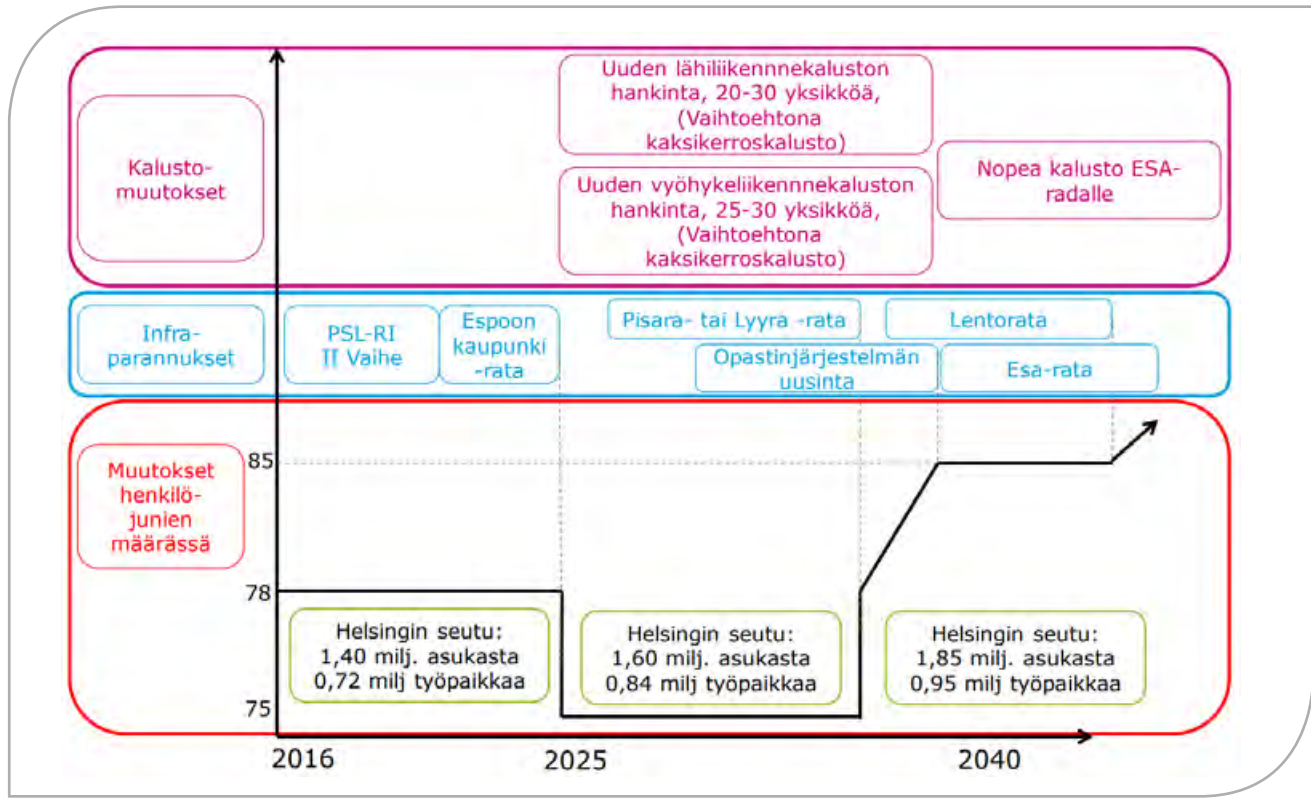 Kalusto-
muutokset
Uuden lähiliikennnekaluston
hankinta, 20-30 yksikköä,
(Vaihtoehtona
kaksikerroskalusto)
Uuden vyöhykeliikennnekaluston
hankinta, 25-30 yksikköä,
(Vaihtoehtona
kaksikerroskalusto)
Nopea kalusto ESA-
radalle
Infra-
parannukset
PSL-RI
II Vaihe
Espoon
kaupunki
-rata
Pisara- tai Lyyra -rata
Opastinjärjestelmän
uusinta
Lentorata
Esa-rata
Muutokset
henkilö-
junien
määrässä
85
78
75
Helsingin seutu:
1,40 milj. asukasta
0,72 milj työpaikkaa
Helsingin seutu:
1,60 milj. asukasta
0,84 milj työpaikkaa
Helsingin seutu:
1,85 milj. asukasta
0,95 milj työpaikkaa
2016
2025
2040